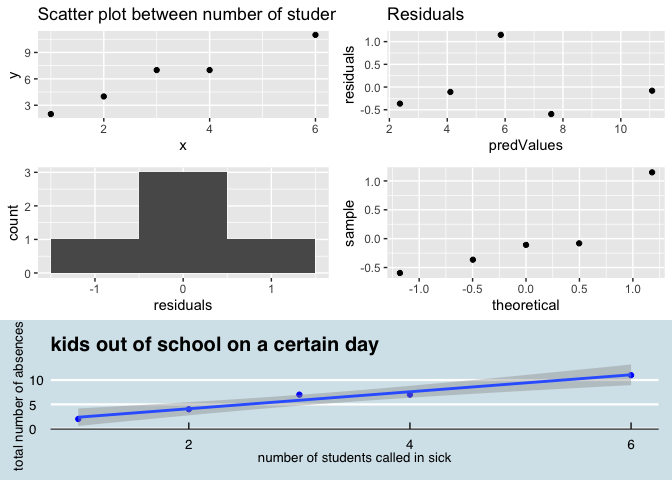 Scatter plot between number of studer
y
9
6
3
2
4
6
x
Residuals
residuals
1.0
0.5
0.0
-0.5
2
4
6
8
10
predValues
count
3
2
1
0
-1
0
1
residuals
sample
1.0
0.5
0.0
-0.5
-1.0
-0.5
0.0
0.5
1.0
theoretical
kids out of school on a certain day
total number of absences
10
5
0
2
4
6
number of students called in sick